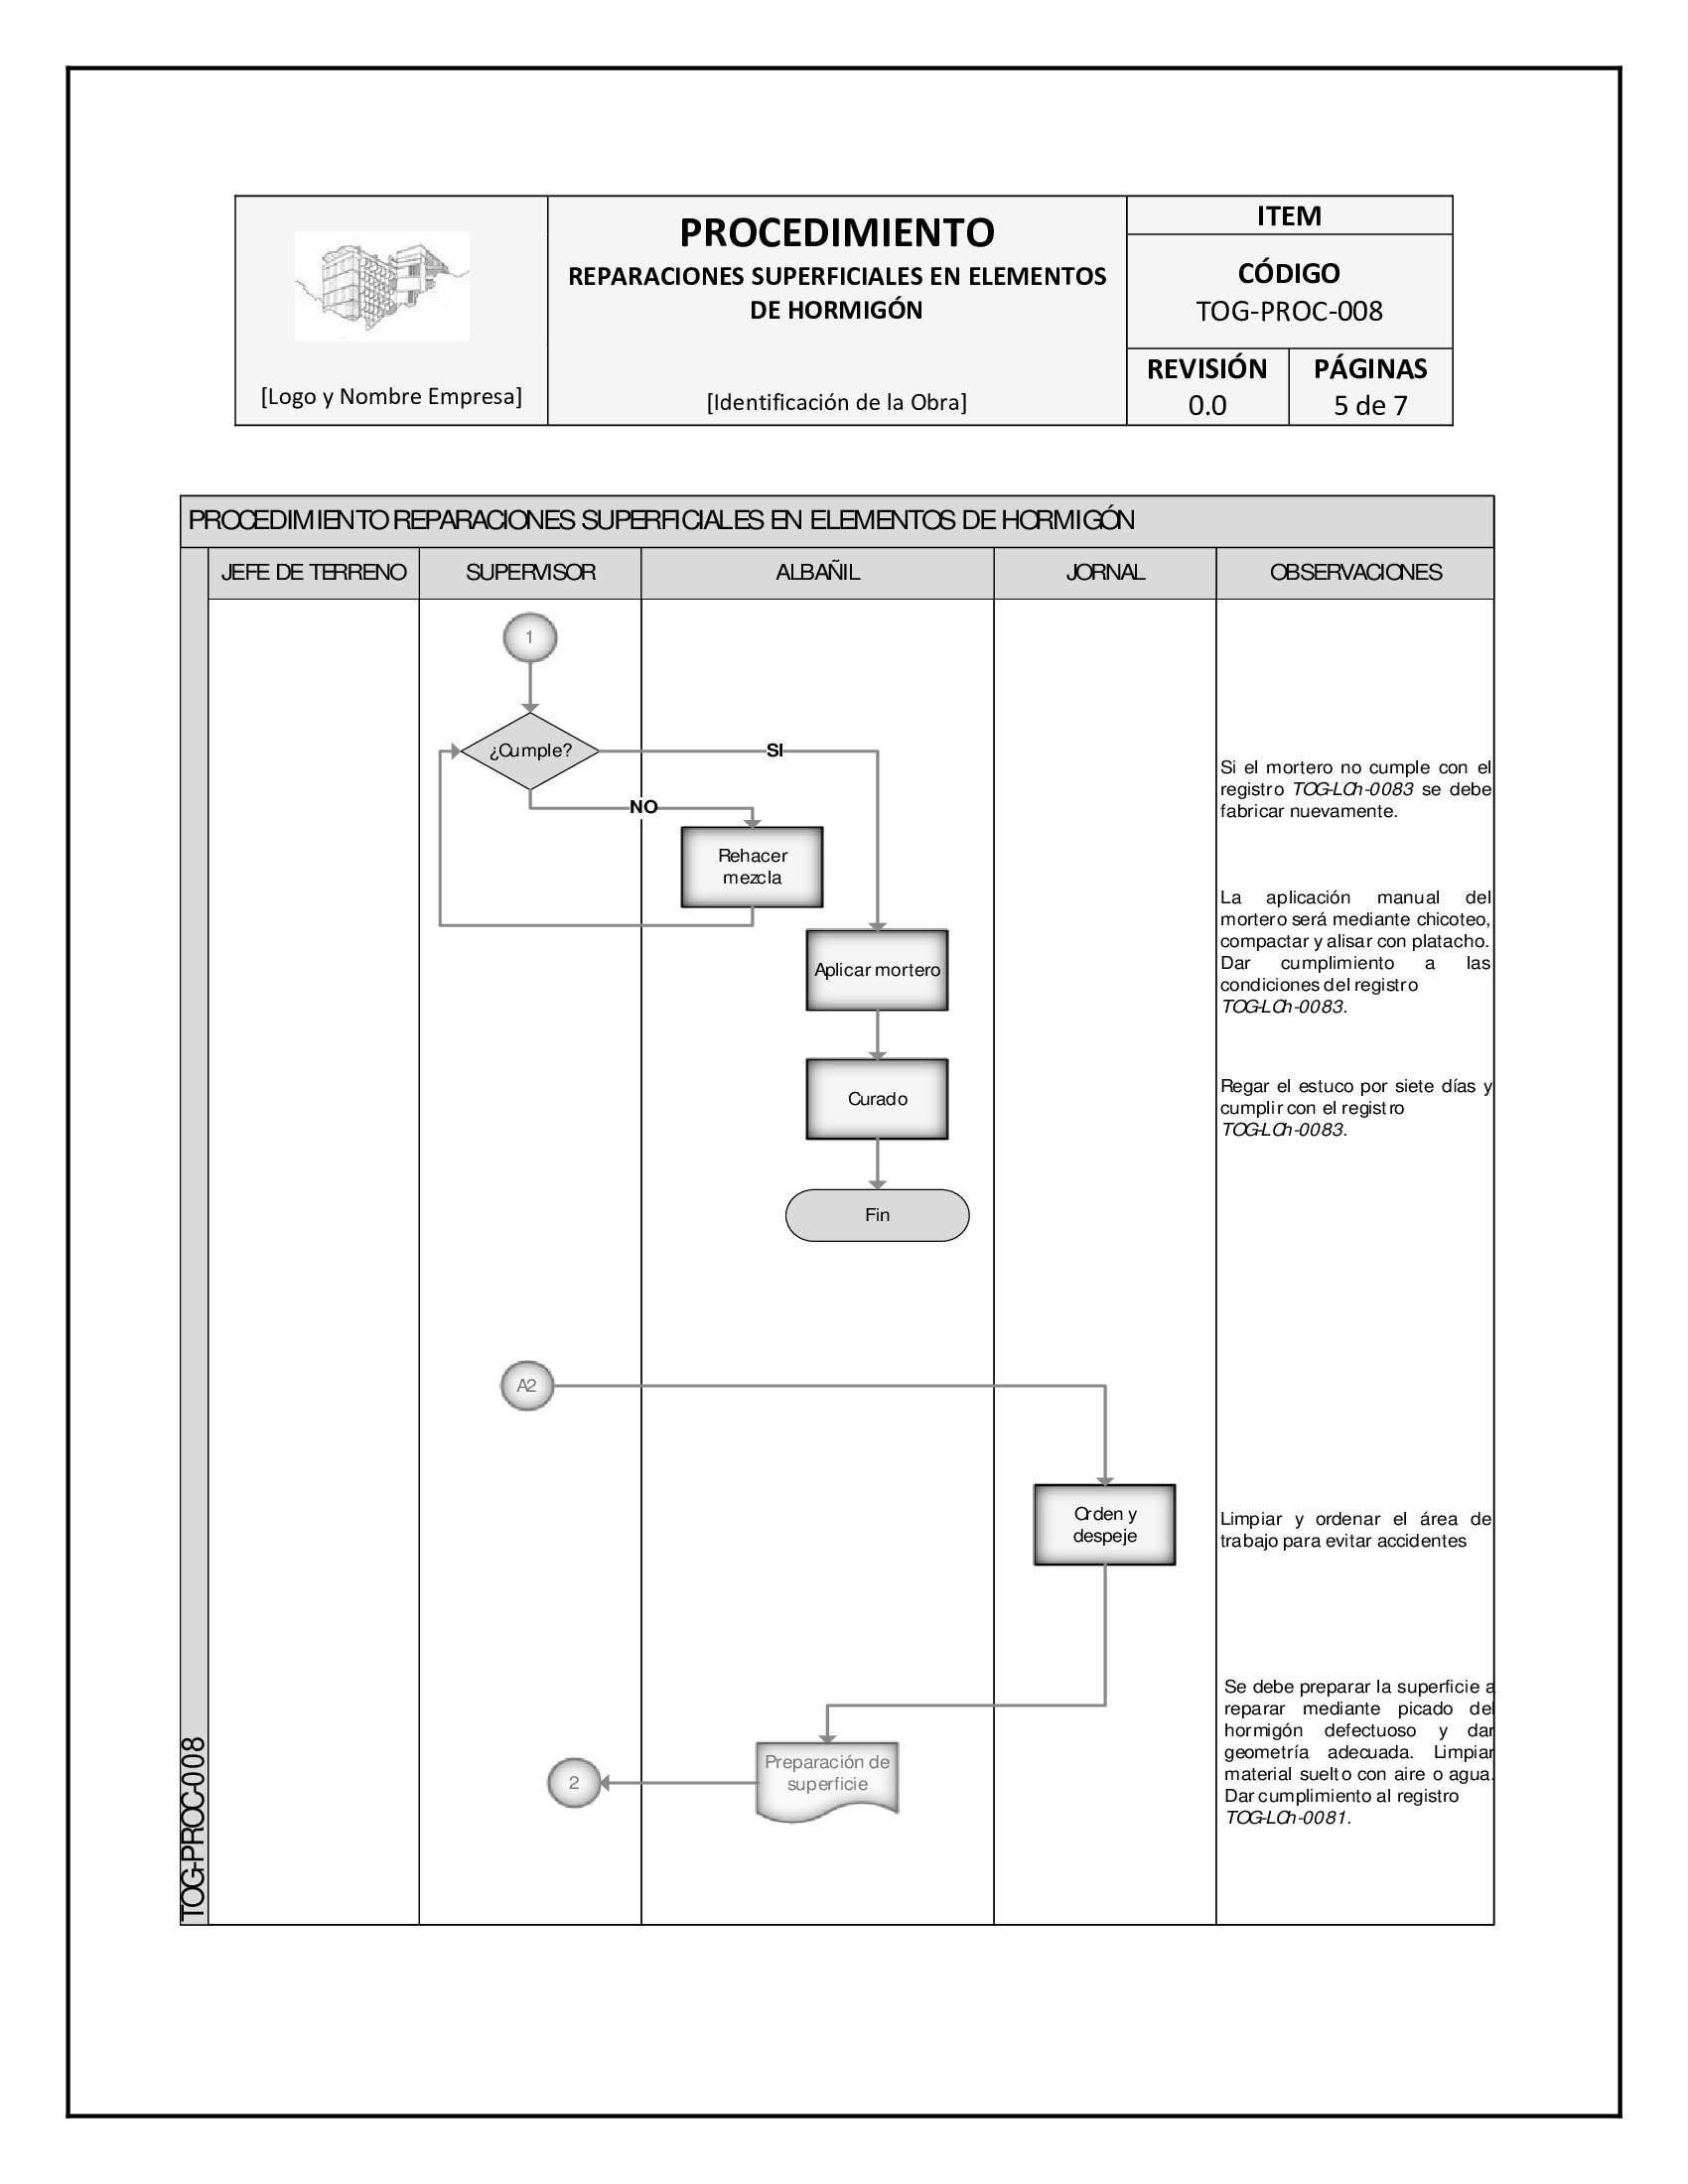 PROCEDIMIENTO
REPARACIONES SUPERFICIALES EN ELEMENTOS
DE HORMIGÓN
[Logo y Nombre Empresa]
[Identificación de la Obra]
ITEM
CÓDIGO
TOG-PROC-008
REVISIÓN
0.0
PÁGINAS
5 de 7
PROCEDIMIENTO REPARACIONES SUPERFICIALES EN ELEMENTOS DE HORMIGÓN
JEFE DE TERRENO
SUPERVISOR
ALBAÑIL
JORNAL
OBSERVACIONES
1
¿Cumple?
SI
NO
Rehacer
mezcla
Si el mortero no cumple con el
registro TOG-LCh-0083 se debe
fabricar nuevamente.
Aplicar mortero
La aplicación manual del
mortero será mediante chicoteo,
compactar y alisar con platacho.
Dar cumplimiento a las
condiciones del registro
TOG-LCh-0083.
Curado
Regar el estuco por siete días y
cumplir con el registro
TOG-LCh-0083.
Fin
A2
Orden y
despeje
Limpiar y ordenar el área de
trabajo para evitar accidentes
Preparación de
superficie
2
Se debe preparar la superficie a
reparar mediante picado del
hormigón defectuoso y dar
geometría adecuada. Limpiar
material suelto con aire o agua.
Dar cumplimiento al registro
TOG-LCh-0081.
TOG-PROC-008